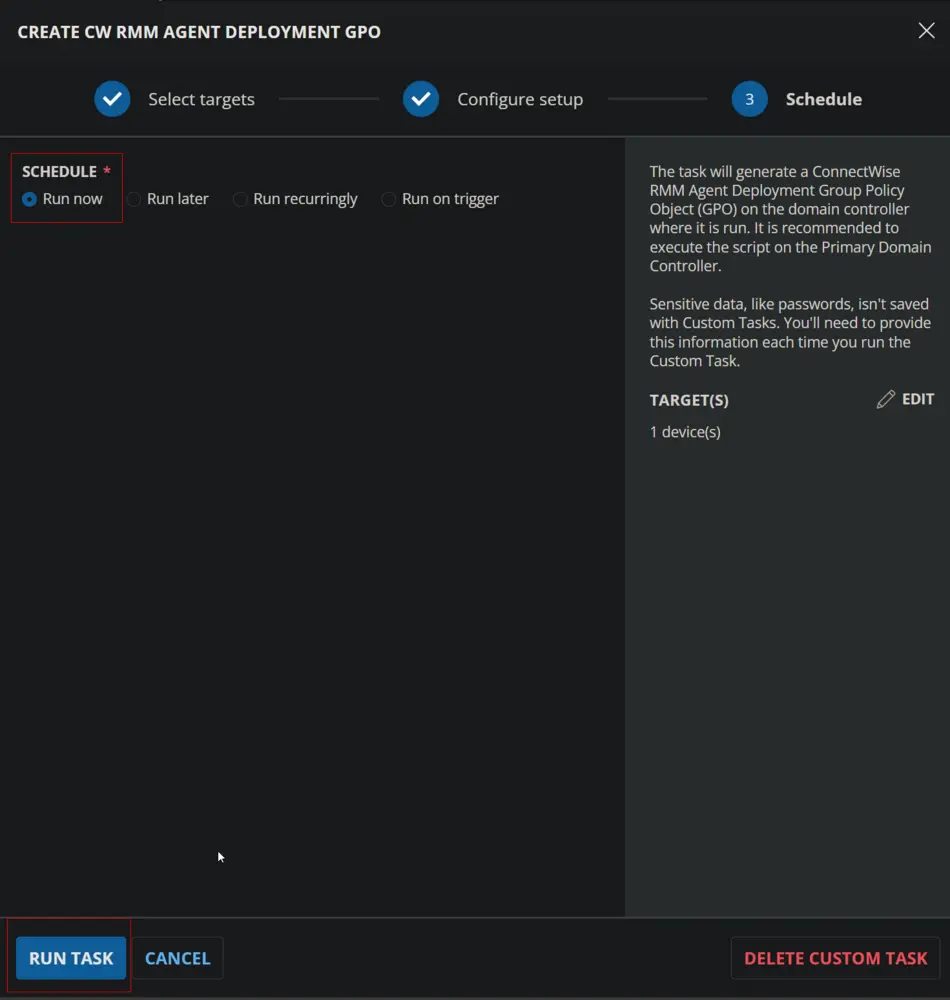 CREATE CW RMM AGENT DEPLOYMENT GPO
Select targets
Configure setup
3 Schedule
SCHEDULE *
Run now Run later Run recurringly Run on trigger
The task will generate a ConnectWise
RMM Agent Deployment Group Policy
Object (GPO) on the domain controller
where it is run. It is recommended to
execute the script on the Primary Domain
Controller.
Sensitive data, like passwords, isn't saved
with Custom Tasks. You'll need to provide
this information each time you run the
Custom Task.
TARGET(S) EDIT
1 device(s)
RUN TASK CANCEL DELETE CUSTOM TASK